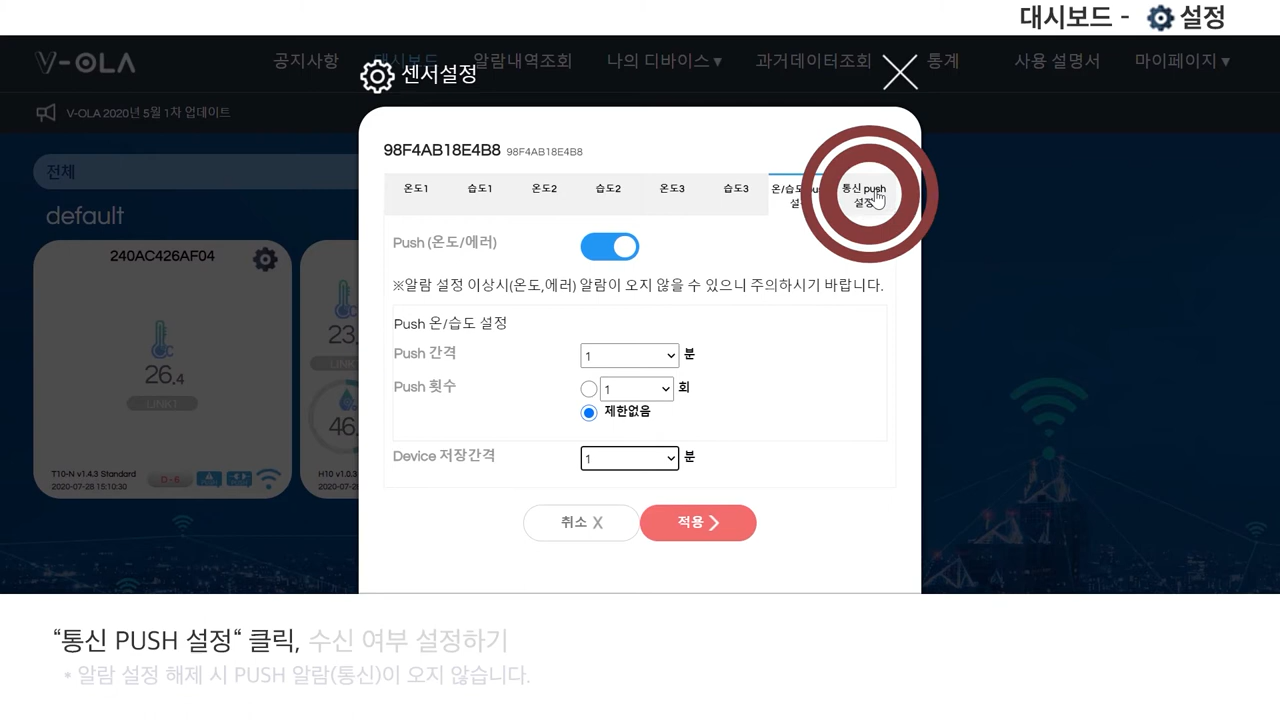 대시보드 - 설정
V-OLA 공지사항 대시보드 알람내역조회 나의 디바이스▼ 과거데이터조회 통계 사용 설명서 마이페이지▼
센서설정
V-OLA 2020년 5월 1차 업데이트
98F4AB18E4B8 98F4AB18E4B8
전체
온도1 습도1 온도2 습도2 온도3 습도3
통신 push
설정
default
Push (온도/에러)
240AC426AF04
※알람 설정 이상시(온도,에러) 알람이 오지 않을 수 있으니 주의하시기 바랍니다.
Push 온/습도 설정
Push 간격 1 분
26.4
LINK1
Push 횟수 1 회
제한없음
Device 저장간격 1 분
T10-N v1.4.3 Standard
2020-07-28 15:10:30
D-6
취소 X
적용
“통신 PUSH 설정“ 클릭, 수신 여부 설정하기
* 알람 설정 해제 시 PUSH 알람(통신)이 오지 않습니다.